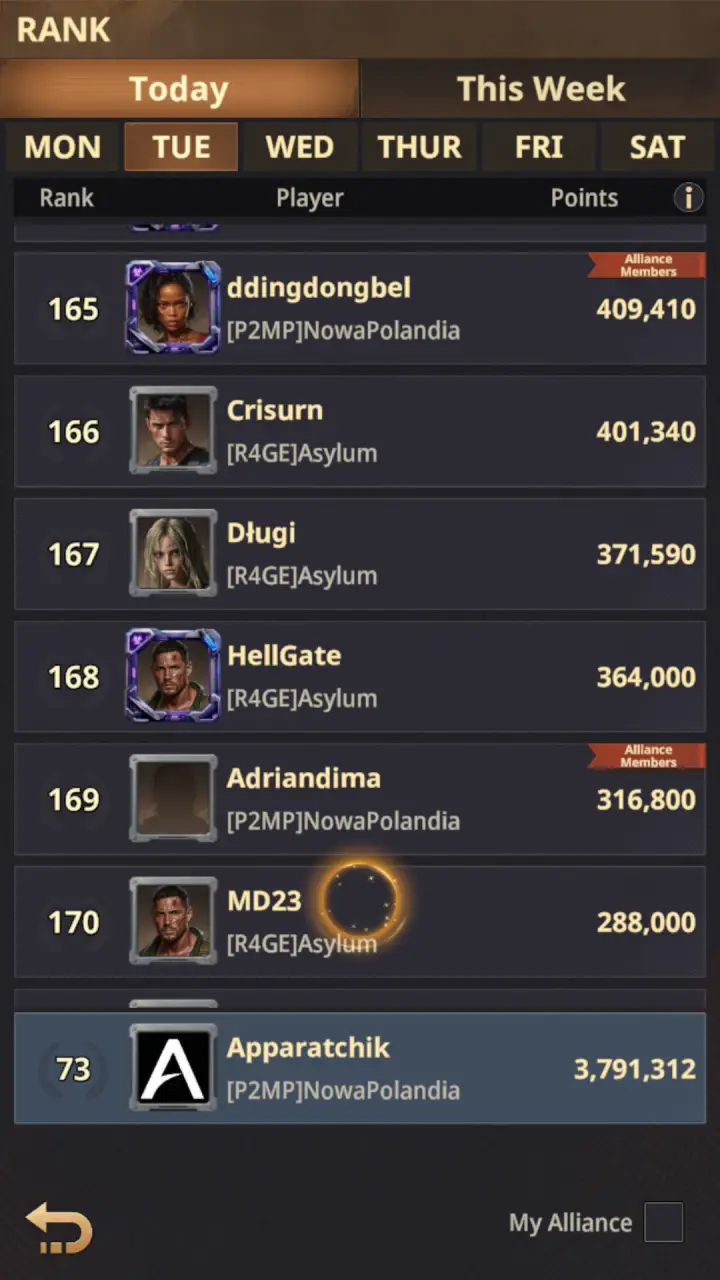 RANK
Today
This Week
MON
TUE
WED
THUR
FRI
SAT
Rank
Player
Points
i
Alliance
Members
165
ddingdongbel
[P2MP]NowaPolandia
409,410
166
Crisurn
[R4GE]Asylum
401,340
167
Długi
[R4GE]Asylum
371,590
168
HellGate
[R4GE]Asylum
364,000
Alliance
Members
169
Adriandima
[P2MP]NowaPolandia
316,800
170
MD23
[R4GE]Asylum
288,000
73
A
Apparatchik
[P2MP]NowaPolandia
3,791,312
My Alliance